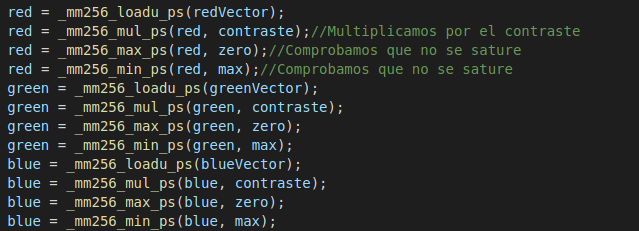 red = _mm256_loadu_ps(redVector);
red = _mm256_mul_ps(red, contraste);//Multiplicamos por el contraste
red = _mm256_max_ps(red, zero);//Comprobamos que no se sature
red = _mm256_min_ps(red, max);//Comprobamos que no se sature
green = _mm256_loadu_ps(greenVector);
green = _mm256_mul_ps(green, contraste);
green = _mm256_max_ps(green, zero);
green = _mm256_min_ps(green, max);
blue = _mm256_loadu_ps(blueVector);
blue = _mm256_mul_ps(blue, contraste);
blue = _mm256_max_ps(blue, zero);
blue = _mm256_min_ps(blue, max);